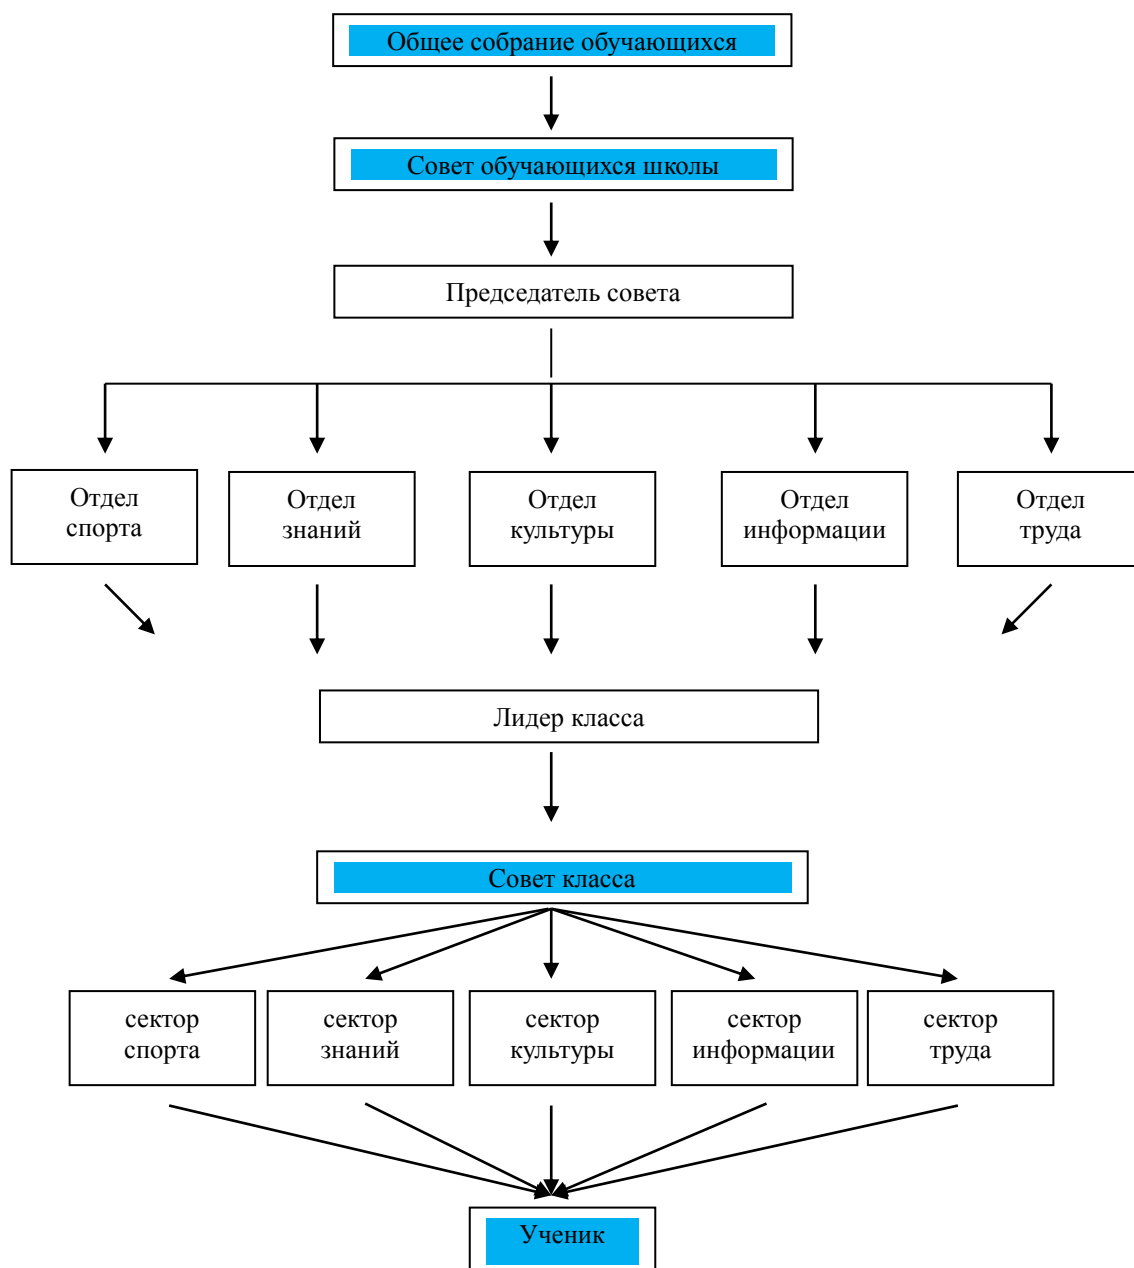 Общее собрание обучающихся
Совет обучающихся школы
Председатель совета
Отдел
спорта
Отдел
знаний
Отдел
культуры
Отдел
информации
Отдел
труда
Лидер класса
Совет класса
сектор
спорта
сектор
знаний
сектор
культуры
сектор
информации
сектор
труда
Ученик